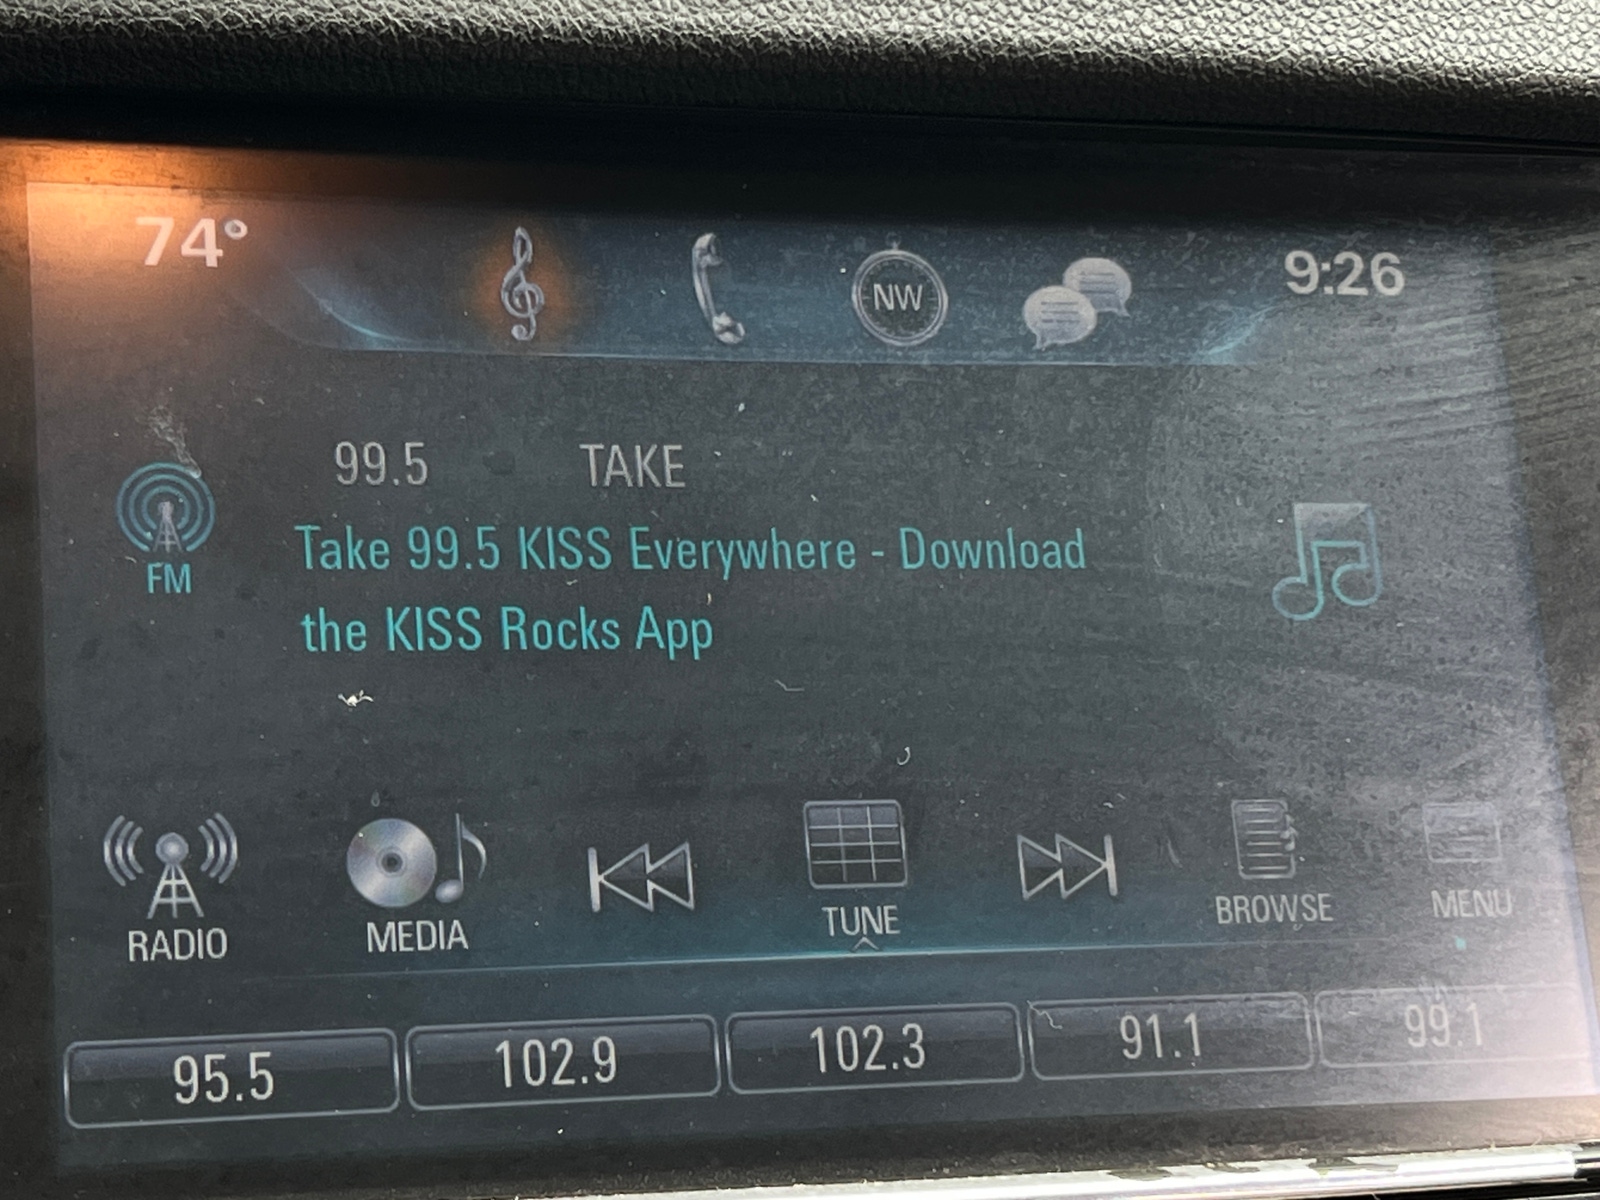 74°
NW
9:26
99.5 TAKE
FM
Take 99.5 KISS Everywhere - Download
the KISS Rocks App
RADIO
MEDIA
TUNE
BROWSE
MENU
95.5
102.9
102.3
91.1
99.1